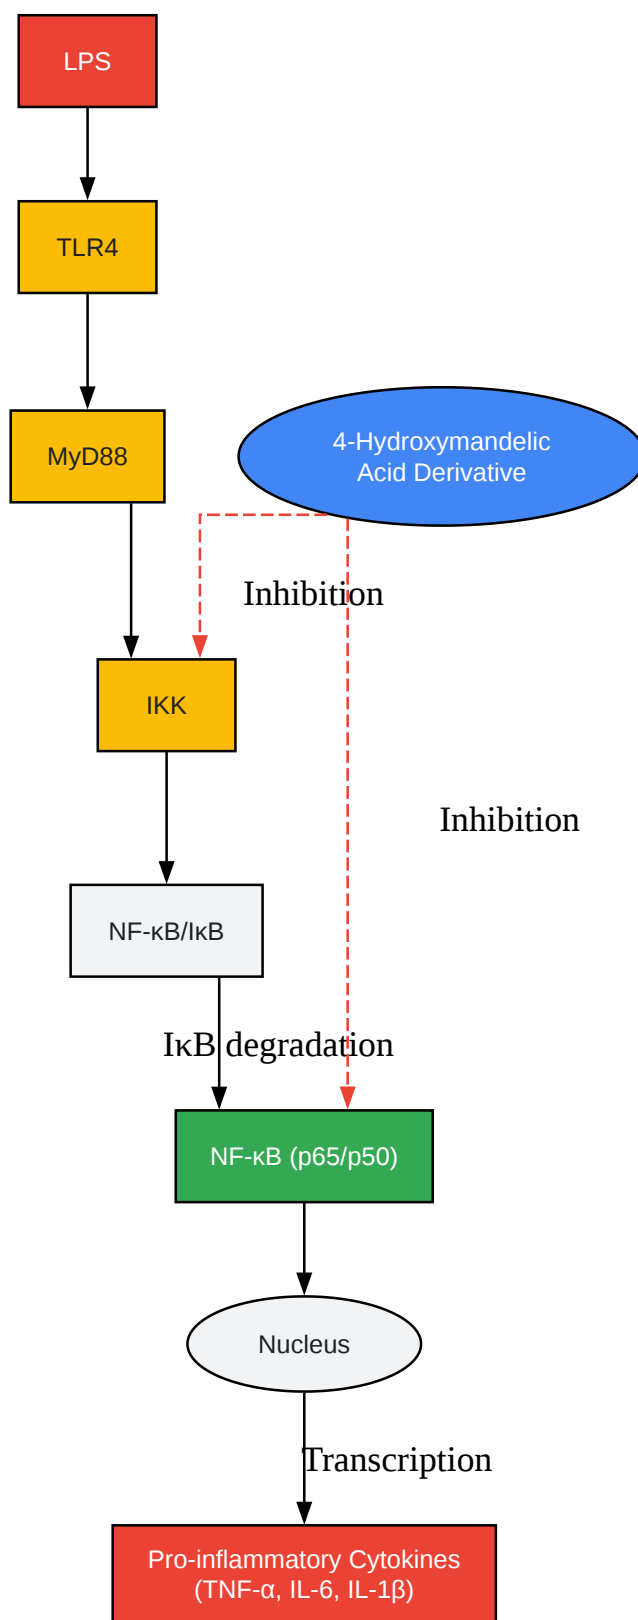 LPS
TLR4
MyD88
4-Hydroxymandelic
Acid Derivative
Inhibition
IKK
Inhibition
NF-κB/IκB
IκB degradation
NF-κB (p65/p50)
Nucleus
Transcription
Pro-inflammatory Cytokines
(TNF-α, IL-6, IL-1β)